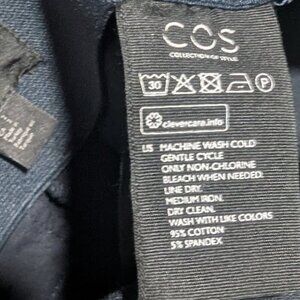 COS
COLLECTION OF STYLE
30 P
clevercare.info
US MACHINE WASH COLD
GENTLE CYCLE
ONLY NON-CHLORINE
BLEACH WHEN NEEDED.
LINE DRY.
MEDIUM IRON.
DRY CLEAN.
WASH WITH LIKE COLORS
95% COTTON
5% SPANDEX